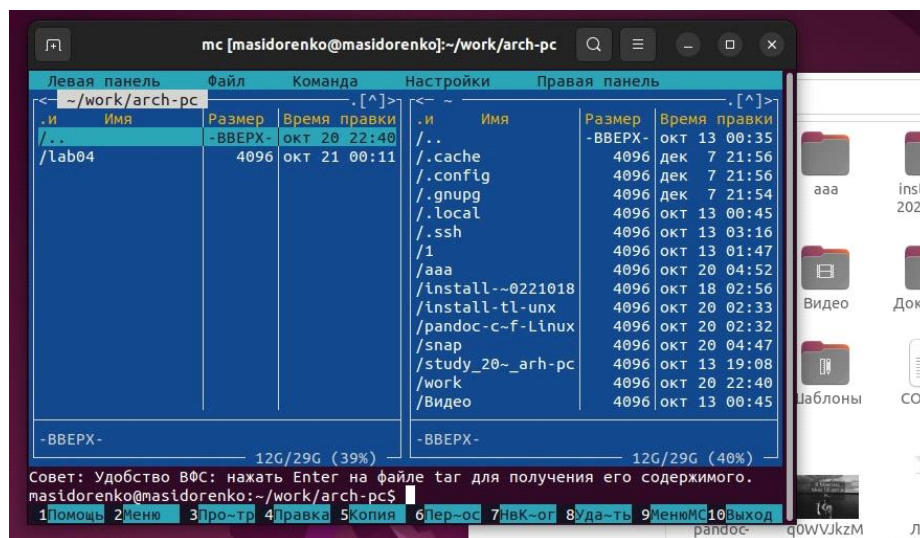 mc [masidorenko@masidorenko]:~/work/arch-pc
Левая панель Файл Команда Настройки Правая панель
<— ~/work/arch-pc .[^]>
.и Имя Размер Время правки
/.. -ВВЕРХ- окт 20 22:40
/lab04 4096 окт 21 00:11
-ВВЕРХ-
12G/29G (39%)
<— ~ .[^]>
.и Имя Размер Время правки
/.. -ВВЕРХ- окт 13 00:35
/.cache 4096 дек 7 21:56
/.config 4096 дек 7 21:56
/.gnupg 4096 дек 7 21:54
/.local 4096 окт 13 00:45
/.ssh 4096 окт 13 03:16
/1 4096 окт 13 01:47
/aaa 4096 окт 20 04:52
/install-~0221018 4096 окт 18 02:56
/install-tl-unx 4096 окт 20 02:33
/pandoc-c~f-Linux 4096 окт 20 02:32
/snap 4096 окт 20 04:47
/study_20~_arh-pc 4096 окт 13 19:08
/work 4096 окт 20 22:40
/Видео 4096 окт 13 00:45
-ВВЕРХ-
12G/29G (40%)
Совет: Удобство ВФС: нажать Enter на файле tar для получения его содержимого.
masidorenko@masidorenko:~/work/arch-pc$
1Помощь 2Меню 3Про~тр 4Правка 5Копия 6Пер~ос 7НвК~ог 8Уда~ть 9МенюМС10Выход
aaa
Видео
Шаблоны
pandoc-
q0WVJkzM